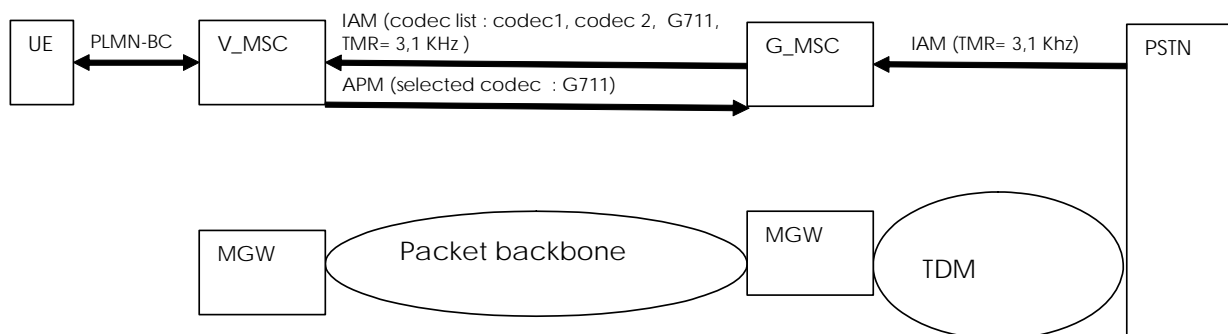 UE
PLMN-BC
V_MSC
IAM (codec list : codec1, codec 2,  G711,
TMR= 3,1 KHz )
APM (selected codec  : G711)
G_MSC
IAM (TMR= 3,1 Khz)
PSTN
MGW
Packet backbone
MGW
TDM